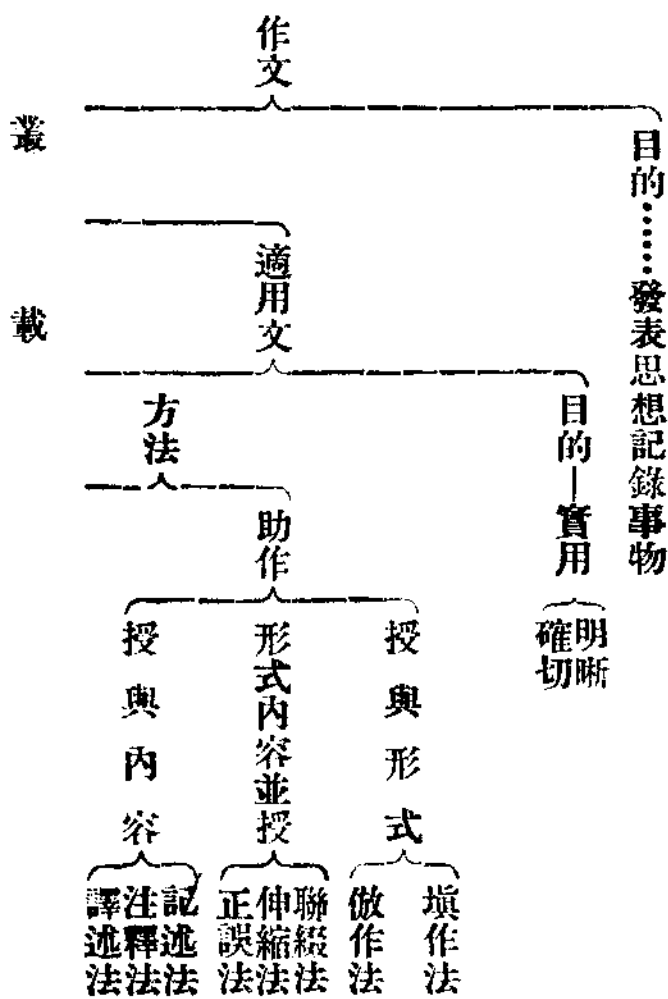 作文
目的……發表思想記錄事物
適用文
目的—實用
明晰
確切
方法
助作
授與形式
填作法
倣作法
形式內容並授
聯綴法
伸縮法
正誤法
授與內容
記述法
注釋法
譯述法
叢載